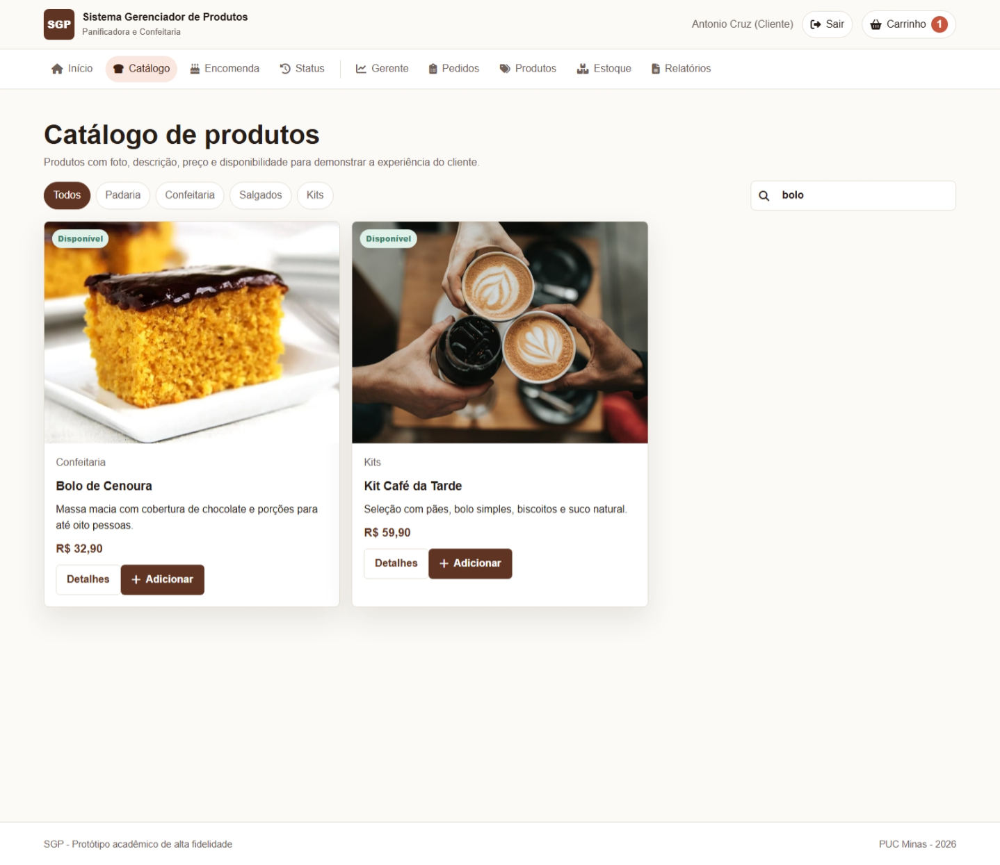 SGP
Sistema Gerenciador de Produtos
Panificadora e Confeitaria
Antonio Cruz (Cliente)
Sair
Carrinho 1
Início
Catálogo
Encomenda
Status
Gerente
Pedidos
Produtos
Estoque
Relatórios
Catálogo de produtos
Produtos com foto, descrição, preço e disponibilidade para demonstrar a experiência do cliente.
Todos
Padaria
Confeitaria
Salgados
Kits
bolo
Disponível
Confeitaria
Bolo de Cenoura
Massa macia com cobertura de chocolate e porções para
até oito pessoas.
R$ 32,90
Detalhes
+ Adicionar
Disponível
Kits
Kit Café da Tarde
Seleção com pães, bolo simples, biscoitos e suco natural.
R$ 59,90
Detalhes
+ Adicionar
SGP - Protótipo acadêmico de alta fidelidade
PUC Minas - 2026